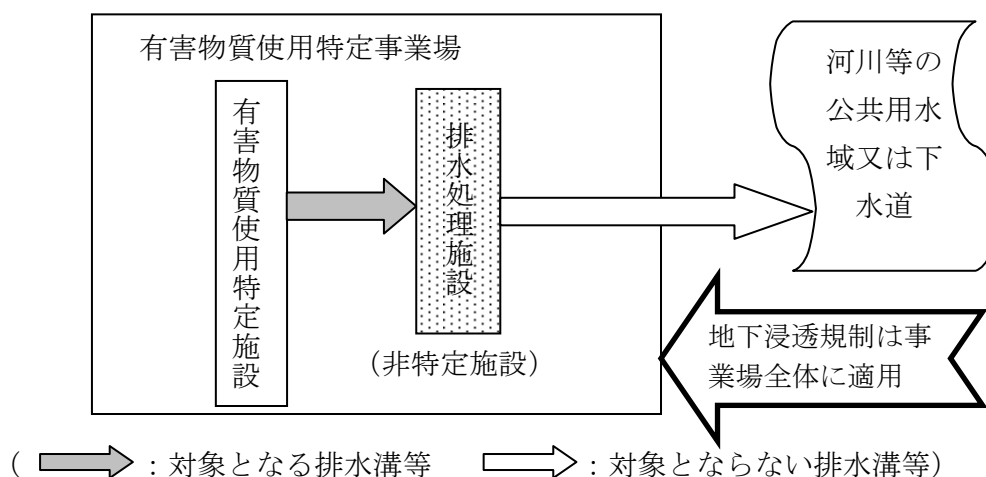 有害物質使用特定事業場
有害物質使用特定施設
排水処理施設
(非特定施設)
河川等の
公共用水
域又は下
水道
地下浸透規制は事
業場全体に適用
( :対象となる排水溝等 :対象とならない排水溝等)